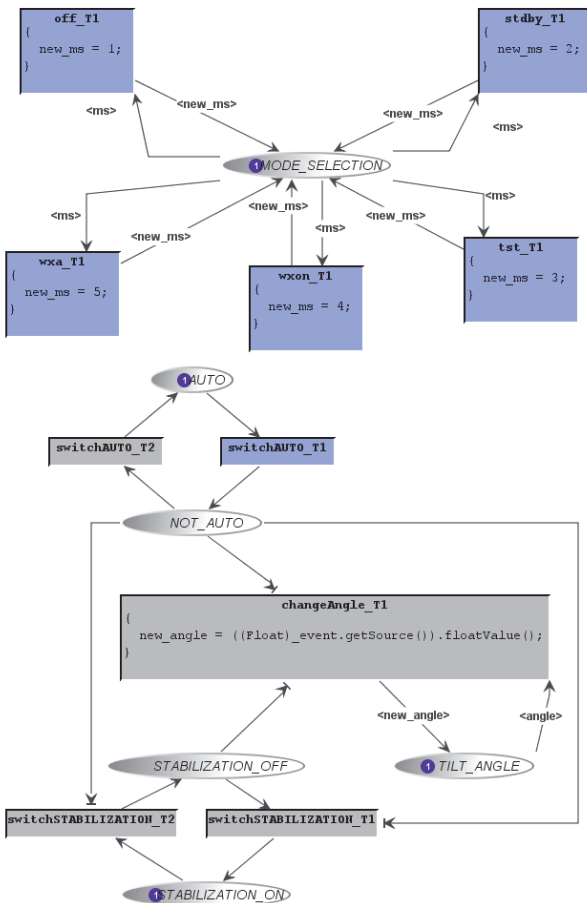 off_T1
{
new_ms = 1;
}
stdby_T1
{
new_ms = 2;
}
<new_ms>
<new_ms>
<ms>
<ms>
1 MODE_SELECTION
<ms>
<new_ms>
<new_ms>
<ms>
<new_ms>
<ms>
wxa_T1
{
new_ms = 5;
}
wxon_T1
{
new_ms = 4;
}
tst_T1
{
new_ms = 3;
}
1 AUTO
switchAUTO_T2
switchAUTO_T1
NOT_AUTO
changeAngle_T1
{
new_angle = ((Float)_event.getSource()).floatValue();
}
<new_angle>
<angle>
STABILIZATION_OFF
1 TILT_ANGLE
switchSTABILIZATION_T2
switchSTABILIZATION_T1
1 STABILIZATION_ON